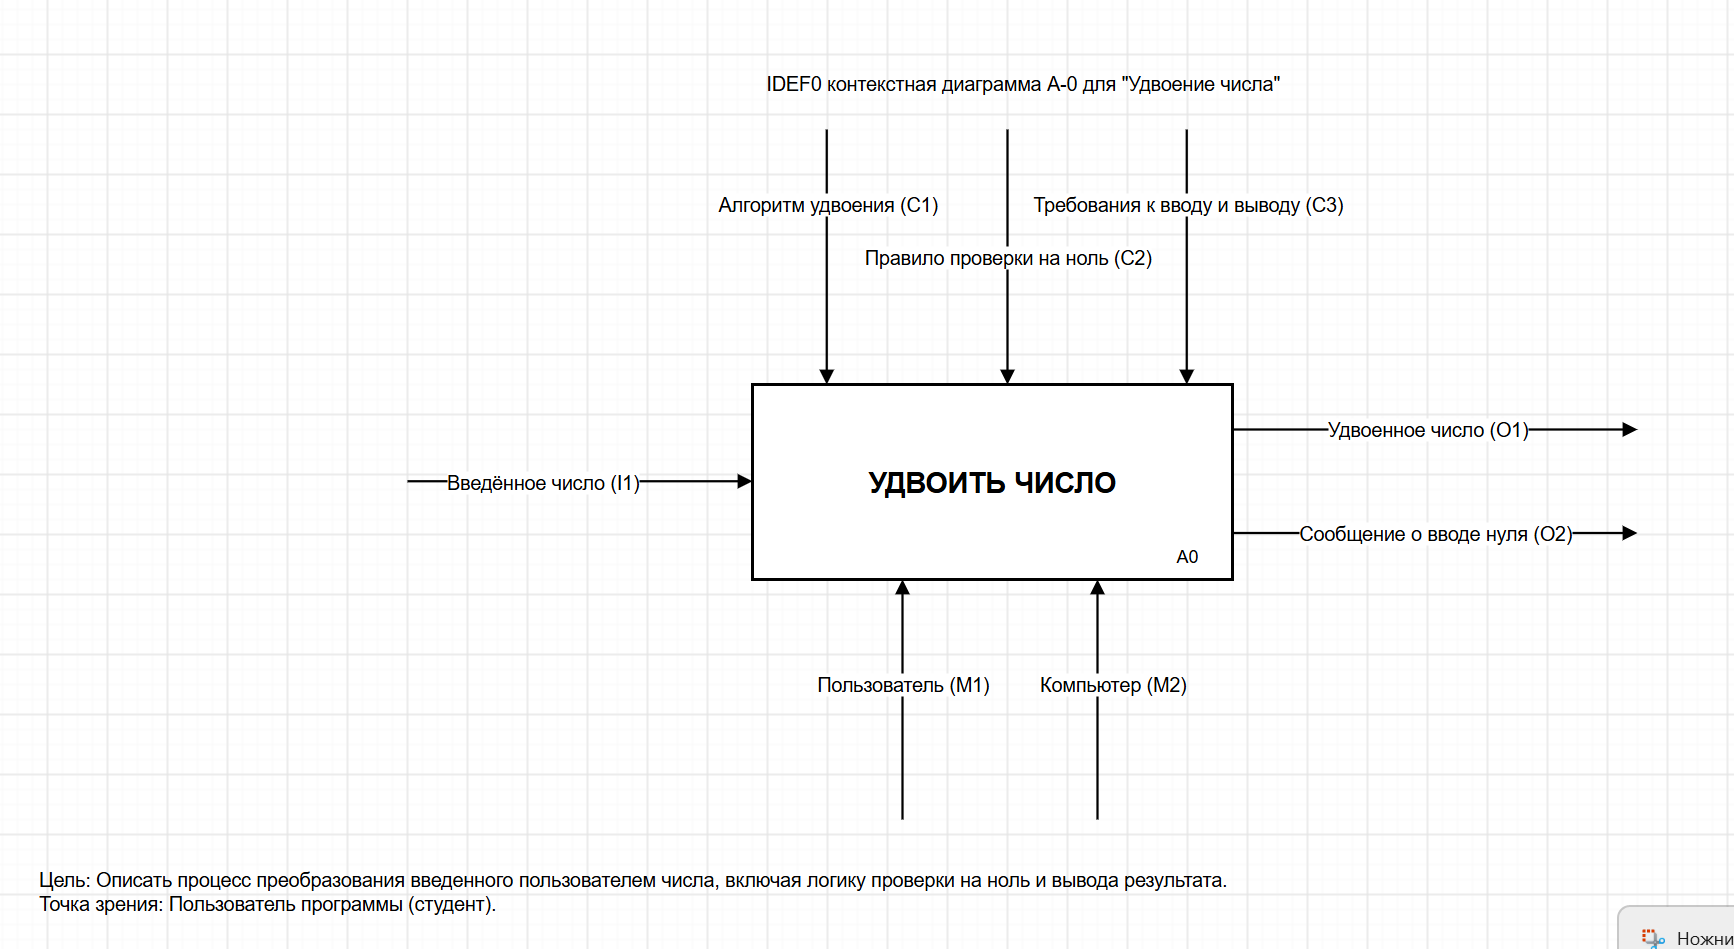 IDEF0 контекстная диаграмма A-0 для "Удвоение числа"
Алгоритм удвоения (C1)
Требования к вводу и выводу (C3)
Правило проверки на ноль (C2)
Удвоенное число (O1)
Введённое число (I1)
УДВОИТЬ ЧИСЛО
Сообщение о вводе нуля (O2)
A0
Пользователь (M1)
Компьютер (M2)
Цель: Описать процесс преобразования введенного пользователем числа, включая логику проверки на ноль и вывода результата.
Точка зрения: Пользователь программы (студент).